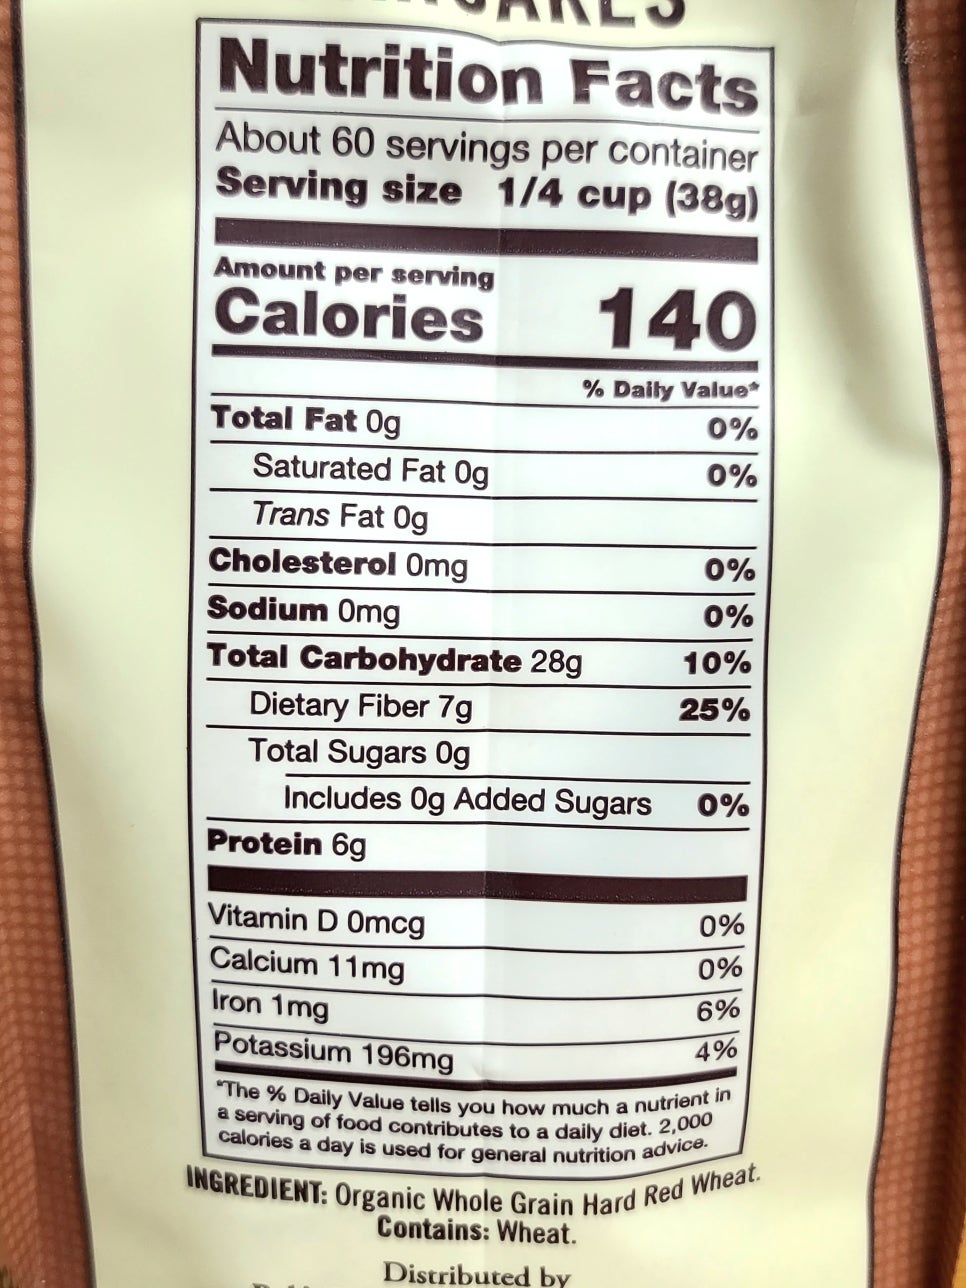 Nutrition Facts
About 60 servings per container
Serving size 1/4 cup (38g)
Amount per serving
Calories 140
% Daily Value*
Total Fat 0g 0%
Saturated Fat 0g 0%
Trans Fat 0g
Cholesterol 0mg 0%
Sodium 0mg 0%
Total Carbohydrate 28g 10%
Dietary Fiber 7g 25%
Total Sugars 0g
Includes 0g Added Sugars 0%
Protein 6g
Vitamin D 0mcg 0%
Calcium 11mg 0%
Iron 1mg 6%
Potassium 196mg 4%
*The % Daily Value tells you how much a nutrient in
a serving of food contributes to a daily diet. 2,000
calories a day is used for general nutrition advice.
INGREDIENT: Organic Whole Grain Hard Red Wheat.
Contains: Wheat.
Distributed by